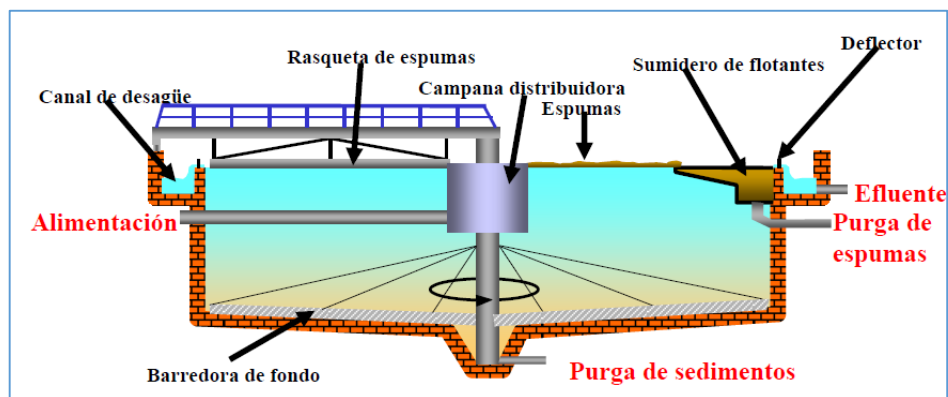 Deflector
Rasqueta de espumas
Sumidero de flotantes
Campana distribuidora
Canal de desagüe
Espumas
Efluente
Alimentación
Purga de
espumas
Barredora de fondo
Purga de sedimentos